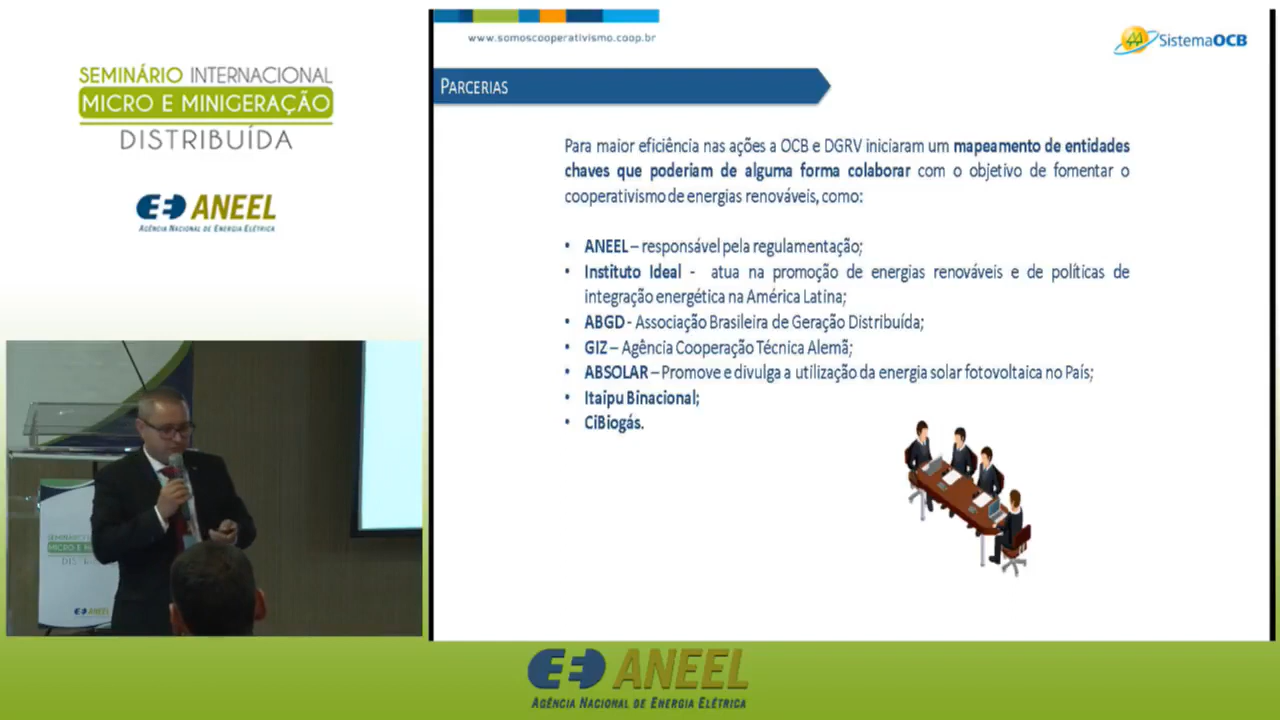 SEMINÁRIO INTERNACIONAL
MICRO E MINIGERAÇÃO
DISTRIBUÍDA
ANEEL
AGÊNCIA NACIONAL DE ENERGIA ELÉTRICA
www.somoscooperativismo.coop.br
SistemaOCB
PARCERIAS
Para maior eficiência nas ações a OCB e DGRV iniciaram um mapeamento de entidades
chaves que poderiam de alguma forma colaborar com o objetivo de fomentar o
cooperativismo de energias renováveis, como:
• ANEEL – responsável pela regulamentação;
• Instituto Ideal - atua na promoção de energias renováveis e de políticas de
integração energética na América Latina;
• ABGD - Associação Brasileira de Geração Distribuída;
• GIZ – Agência Cooperação Técnica Alemã;
• ABSOLAR – Promove e divulga a utilização da energia solar fotovoltaica no País;
• Itaipu Binacional;
• CiBiogás.
ANEEL
ANEEL
AGÊNCIA NACIONAL DE ENERGIA ELÉTRICA